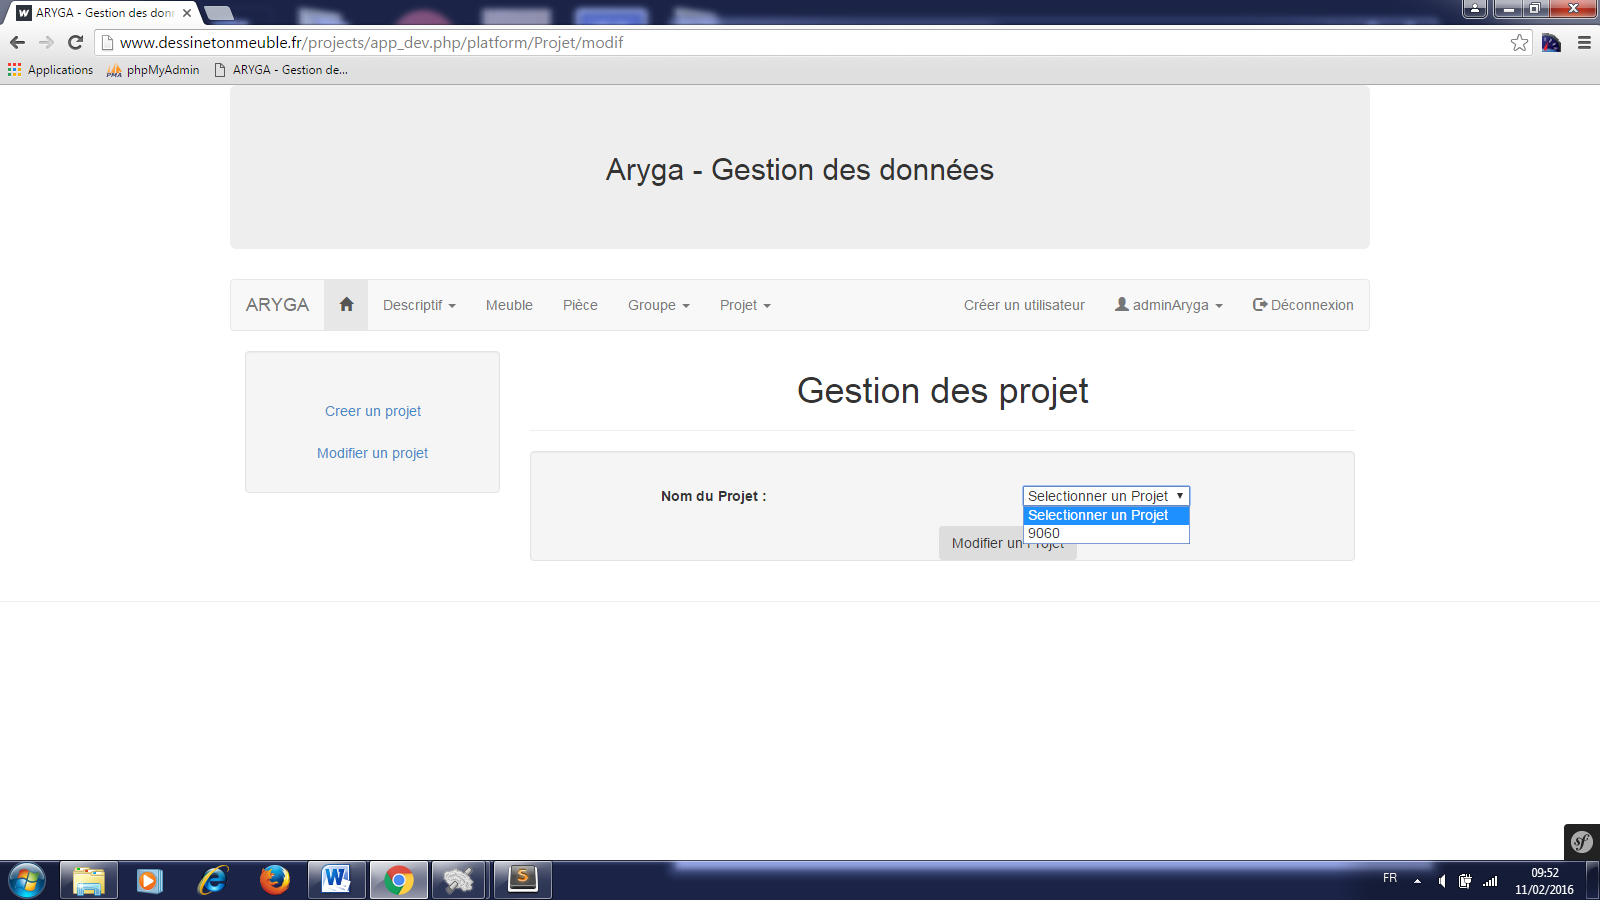 ARYGA - Gestion des donn
www.dessinetonmeuble.fr/projects/app_dev.php/platform/Projet/modif
Applications
phpMyAdmin
ARYGA - Gestion de...
Aryga - Gestion des données
ARYGA
Descriptif
Meuble
Pièce
Groupe
Projet
Créer un utilisateur
adminAryga
Déconnexion
Creer un projet
Modifier un projet
Gestion des projet
Nom du Projet :
Selectionner un Projet
Selectionner un Projet
9060
Modifier un Projet
sf
FR
09:52
11/02/2016